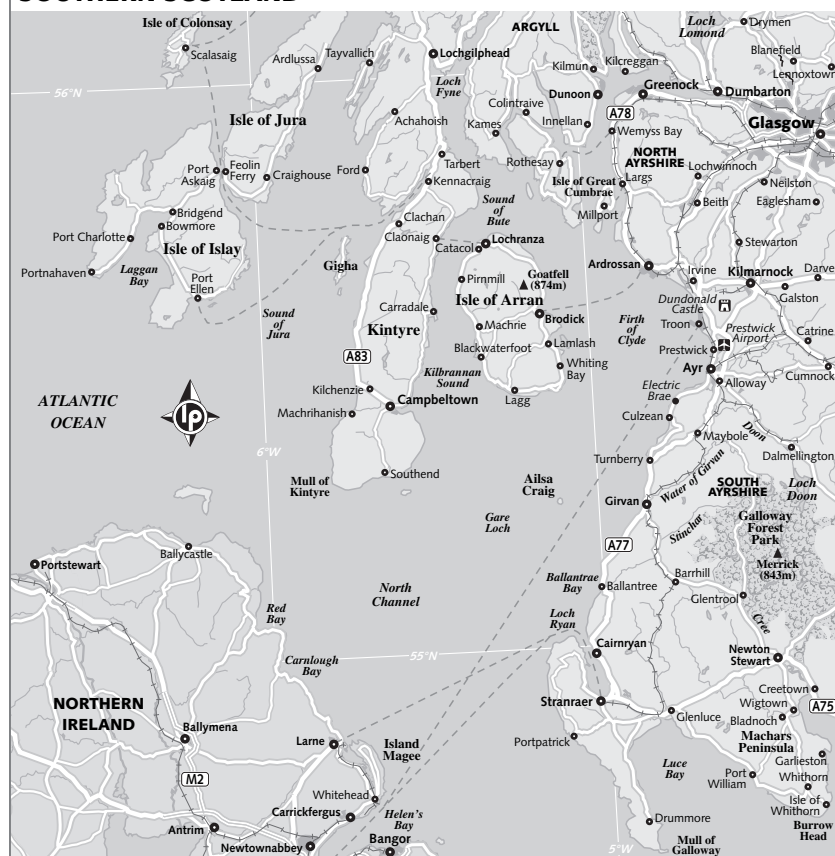 SOUTHERN SCOTLAND
Isle of Colonsay
Scalasaig
Ardlussa
Tayvallich
Lochgilphead
ARGYLL
Loch
Lomond
Drymen
Blanefield
Lennoxtown
Kilmun
Kilcreggan
56°N
Loch
Fyne
Dunoon
Greenock
Dumbarton
Colintraive
Isle of Jura
Achahoish
Kames
Innellan
A78
Wemyss Bay
Glasgow
Tarbert
Rothesay
NORTH
AYRSHIRE
Lochwinnoch
Port
Askaig
Feolin
Ferry
Craighouse
Ford
Kennacraig
Isle of Great
Cumbrae
Largs
Neilston
Sound
of
Bute
Beith
Eaglesham
Bridgend
Bowmore
Clachan
Millport
Port Charlotte
Isle of Islay
Claonaig
Catacol
Lochranza
Stewarton
Portnahaven
Laggan
Bay
Gigha
Goatfell
(874m)
Ardrossan
Irvine
Kilmarnock
Darve
Port
Ellen
Pirnmill
Isle of Arran
Dundonald
Castle
Galston
Sound
of
Jura
Carradale
Brodick
Firth
of
Clyde
Troon
Prestwick
Airport
Catrine
Kintyre
Machrie
A83
Blackwaterfoot
Lamlash
Prestwick
Kilbrannan
Sound
Whiting
Bay
Ayr
Cumnock
Kilchenzie
Electric
Brae
Alloway
ATLANTIC
OCEAN
lp
Machrihanish
Campbeltown
Lagg
Culzean
Doon
Maybole
Dalmellington
6°W
Turnberry
Water of Girvan
Mull of
Kintyre
Southend
Ailsa
Craig
SOUTH
AYRSHIRE
Loch
Doon
Girvan
Gare
Loch
Stinchar
Galloway
Forest
Park
A77
Portstewart
Ballycastle
Merrick
(843m)
North
Channel
Ballantrae
Bay
Ballantree
Barrhill
Glentrool
Red
Bay
Loch
Ryan
Cree
Carnlough
Bay
55°N
Cairnryan
Newton
Stewart
NORTHERN
IRELAND
Stranraer
Creetown
Wigtown
A75
Ballymena
Glenluce
Bladnoch
Larne
Island
Magee
Portpatrick
Machars
Peninsula
M2
Luce
Bay
Port
William
Garlieston
Whithorn
Whitehead
Isle of
Whithorn
Carrickfergus
Helen's
Bay
Drummore
Burrow
Head
Antrim
Newtownabbey
Bangor
5°W
Mull of
Galloway